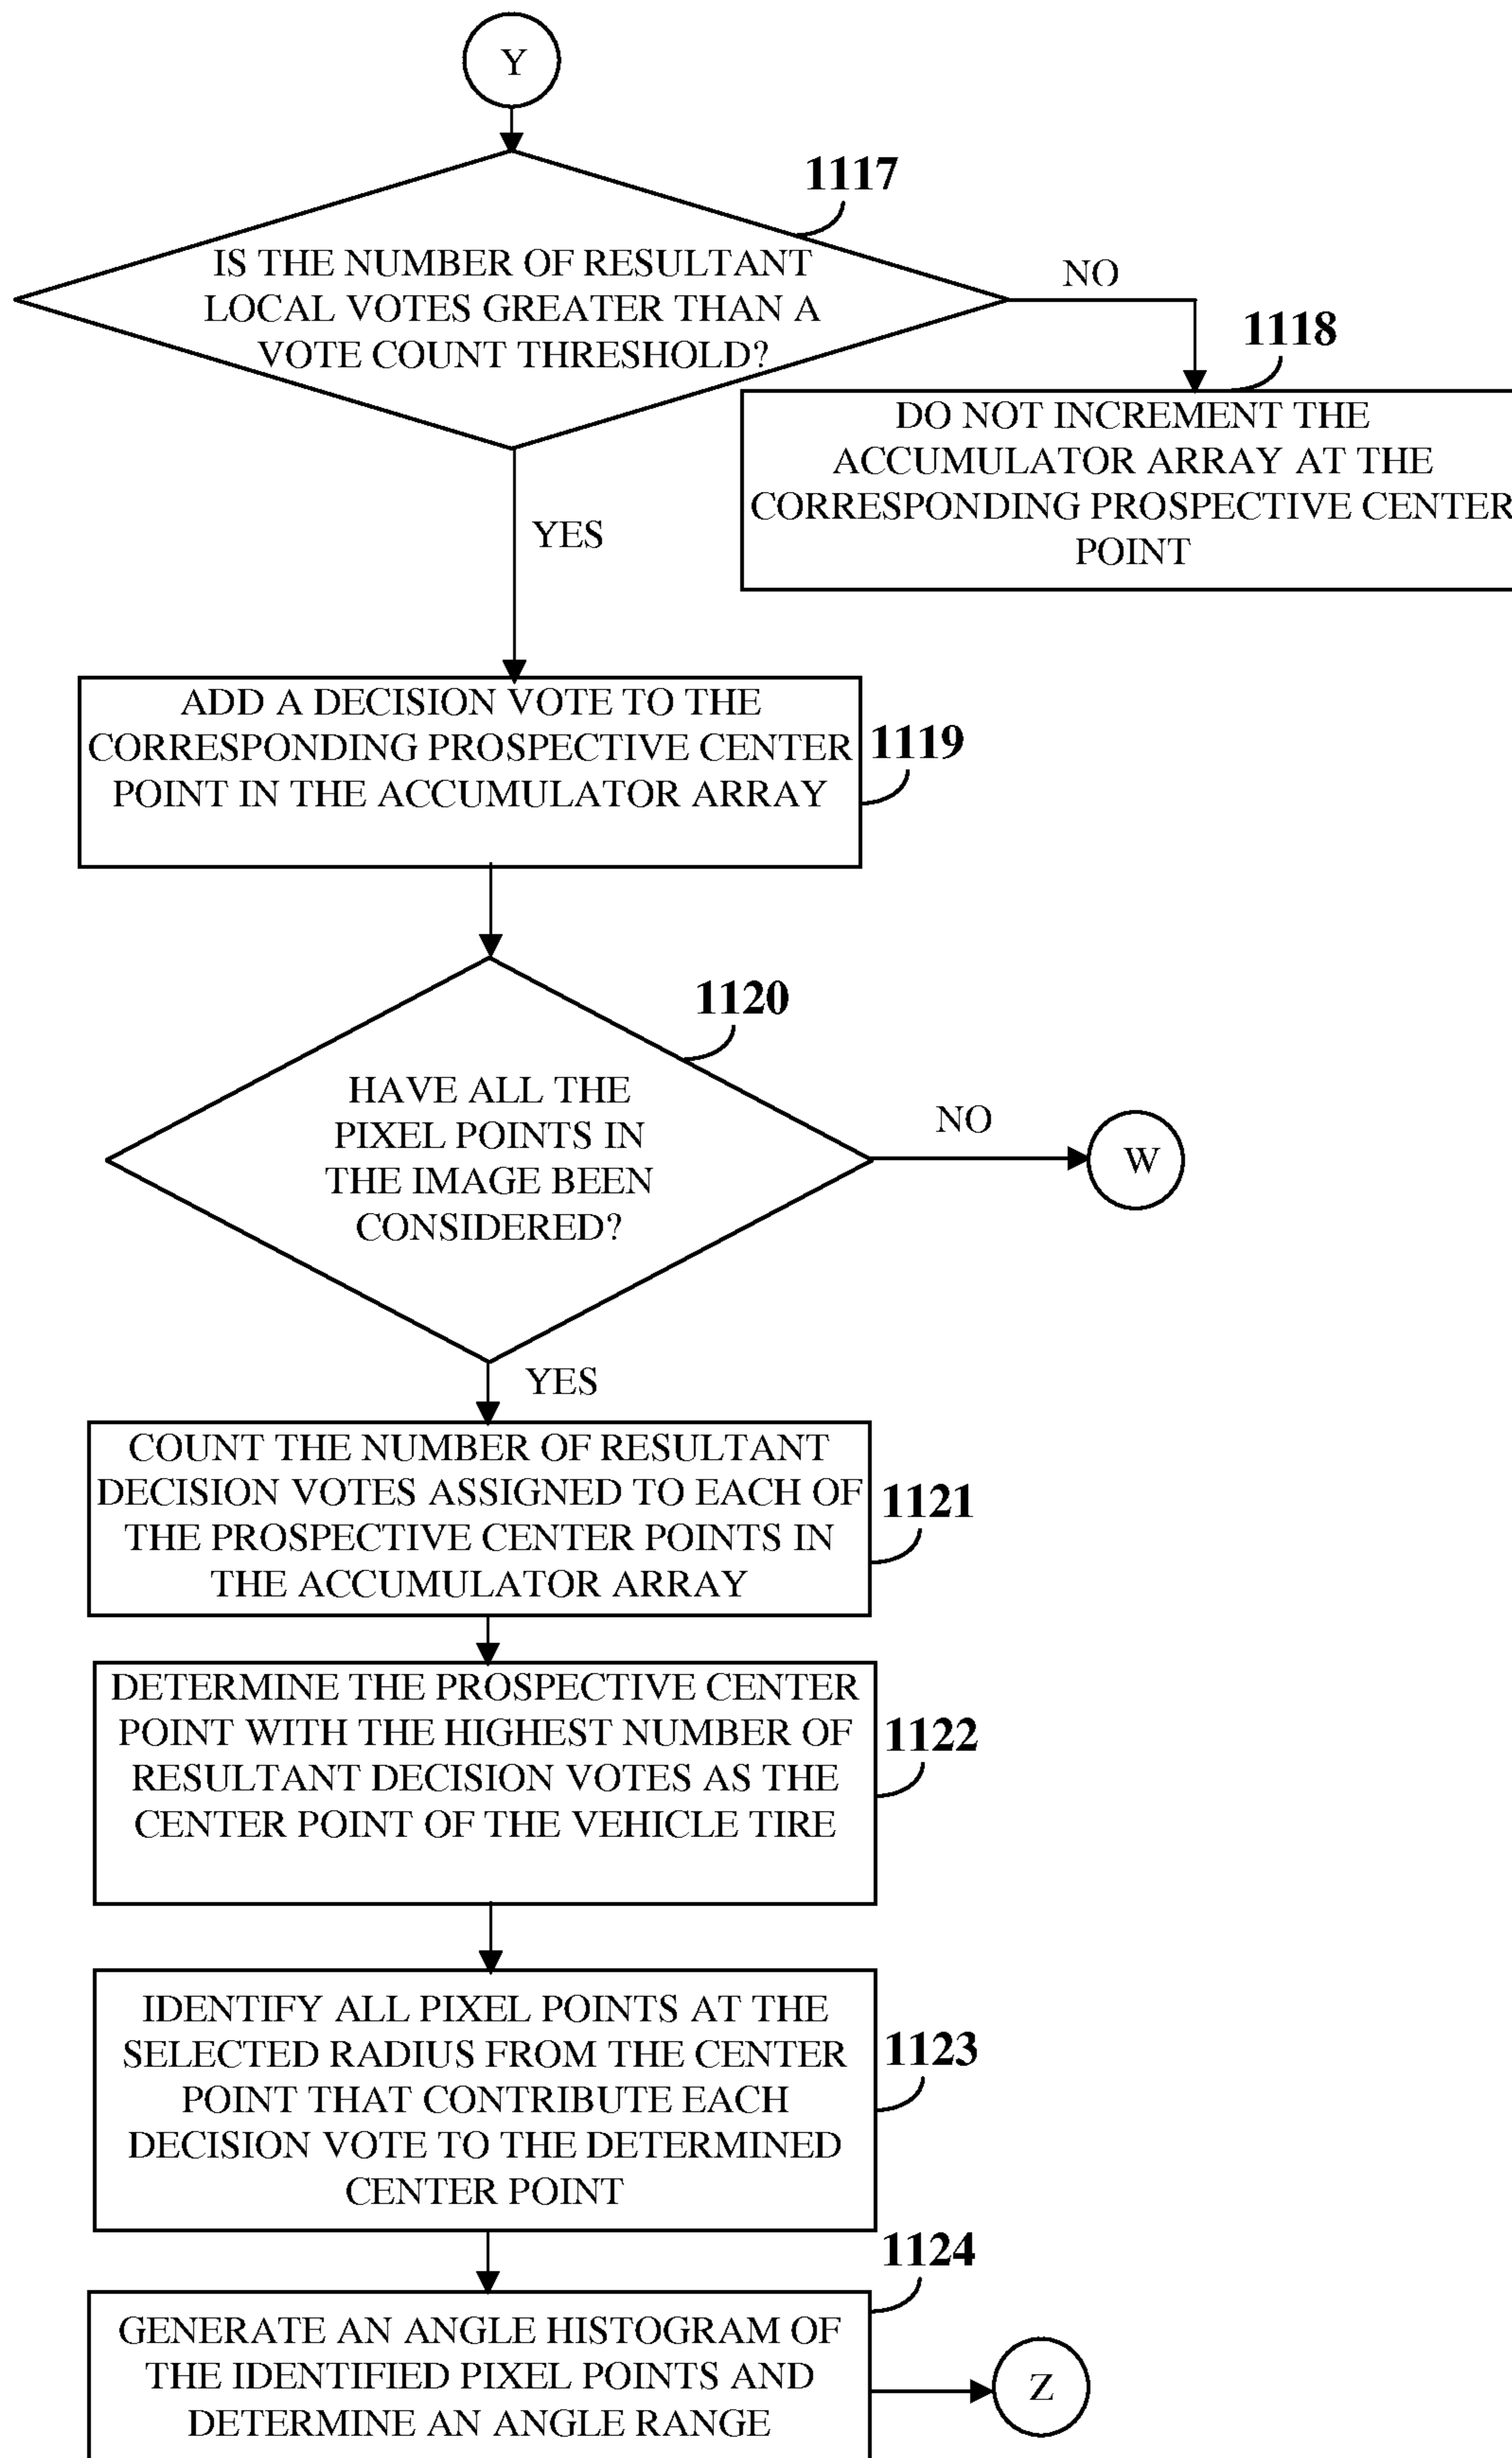 Y
1117
IS THE NUMBER OF RESULTANT
LOCAL VOTES GREATER THAN A
VOTE COUNT THRESHOLD?
NO
1118
DO NOT INCREMENT THE
ACCUMULATOR ARRAY AT THE
CORRESPONDING PROSPECTIVE CENTER
POINT
YES
ADD A DECISION VOTE TO THE
CORRESPONDING PROSPECTIVE CENTER
POINT IN THE ACCUMULATOR ARRAY
1119
1120
HAVE ALL THE
PIXEL POINTS IN
THE IMAGE BEEN
CONSIDERED?
NO
W
YES
COUNT THE NUMBER OF RESULTANT
DECISION VOTES ASSIGNED TO EACH OF
THE PROSPECTIVE CENTER POINTS IN
THE ACCUMULATOR ARRAY
1121
DETERMINE THE PROSPECTIVE CENTER
POINT WITH THE HIGHEST NUMBER OF
RESULTANT DECISION VOTES AS THE
CENTER POINT OF THE VEHICLE TIRE
1122
IDENTIFY ALL PIXEL POINTS AT THE
SELECTED RADIUS FROM THE CENTER
POINT THAT CONTRIBUTE EACH
DECISION VOTE TO THE DETERMINED
CENTER POINT
1123
1124
GENERATE AN ANGLE HISTOGRAM OF
THE IDENTIFIED PIXEL POINTS AND
DETERMINE AN ANGLE RANGE
Z